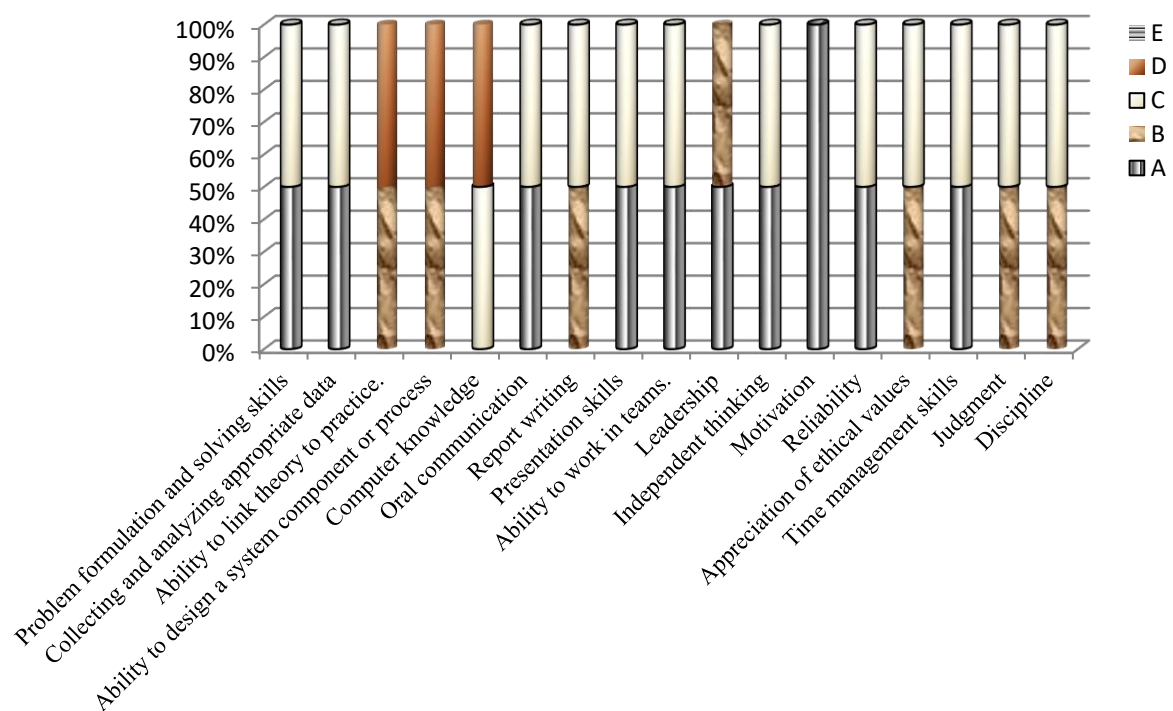 100%
90%
80%
70%
60%
50%
40%
30%
20%
10%
0%
E
D
C
B
A
Problem formulation and solving skills
Collecting and analyzing appropriate data
Ability to link theory to practice.
Ability to design a system component or process
Computer knowledge
Oral communication
Report writing
Presentation skills
Ability to work in teams.
Leadership
Independent thinking
Motivation
Reliability
Appreciation of ethical values
Time management skills
Judgment
Discipline